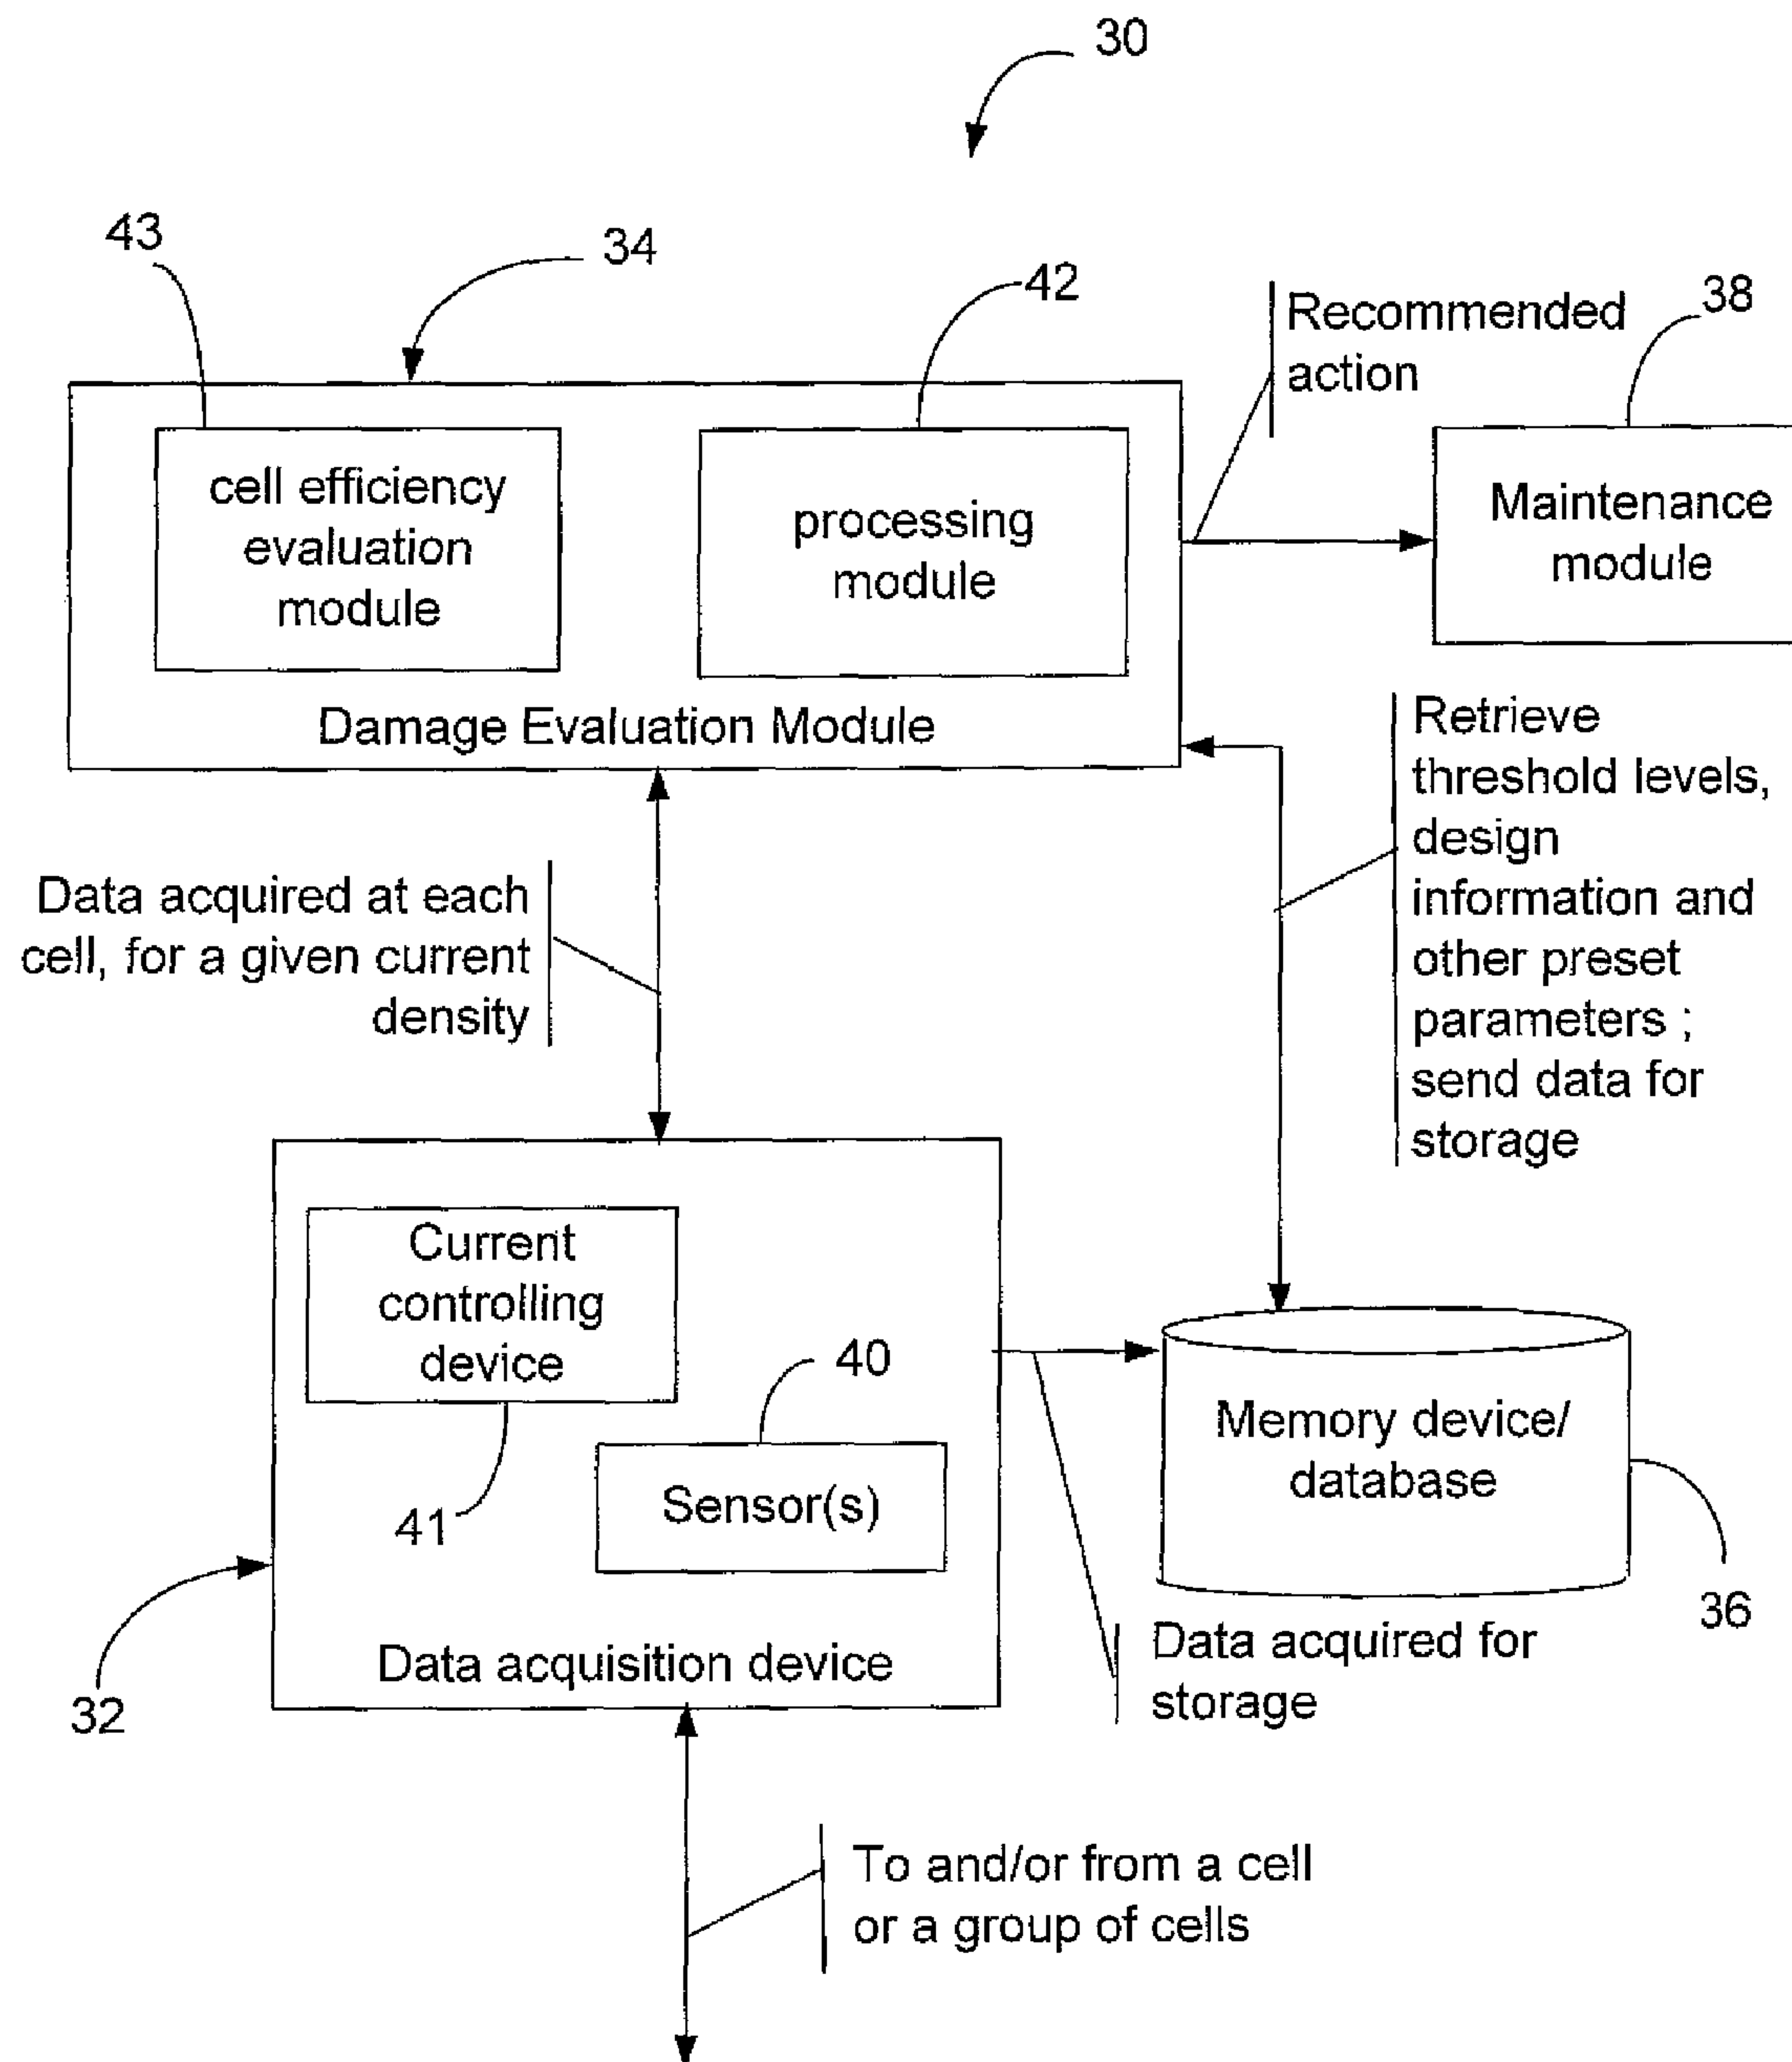 30
43
34
42
Recommended
action
38
cell efficiency
evaluation
module
processing
module
Maintenance
module
Damage Evaluation Module
Retrieve
threshold levels,
design
information and
other preset
parameters ;
send data for
storage
Data acquired at each
cell, for a given current
density
Current
controlling
device
41
40
Sensor(s)
Data acquisition device
32
Memory device/
database
36
Data acquired for
storage
To and/or from a cell
or a group of cells